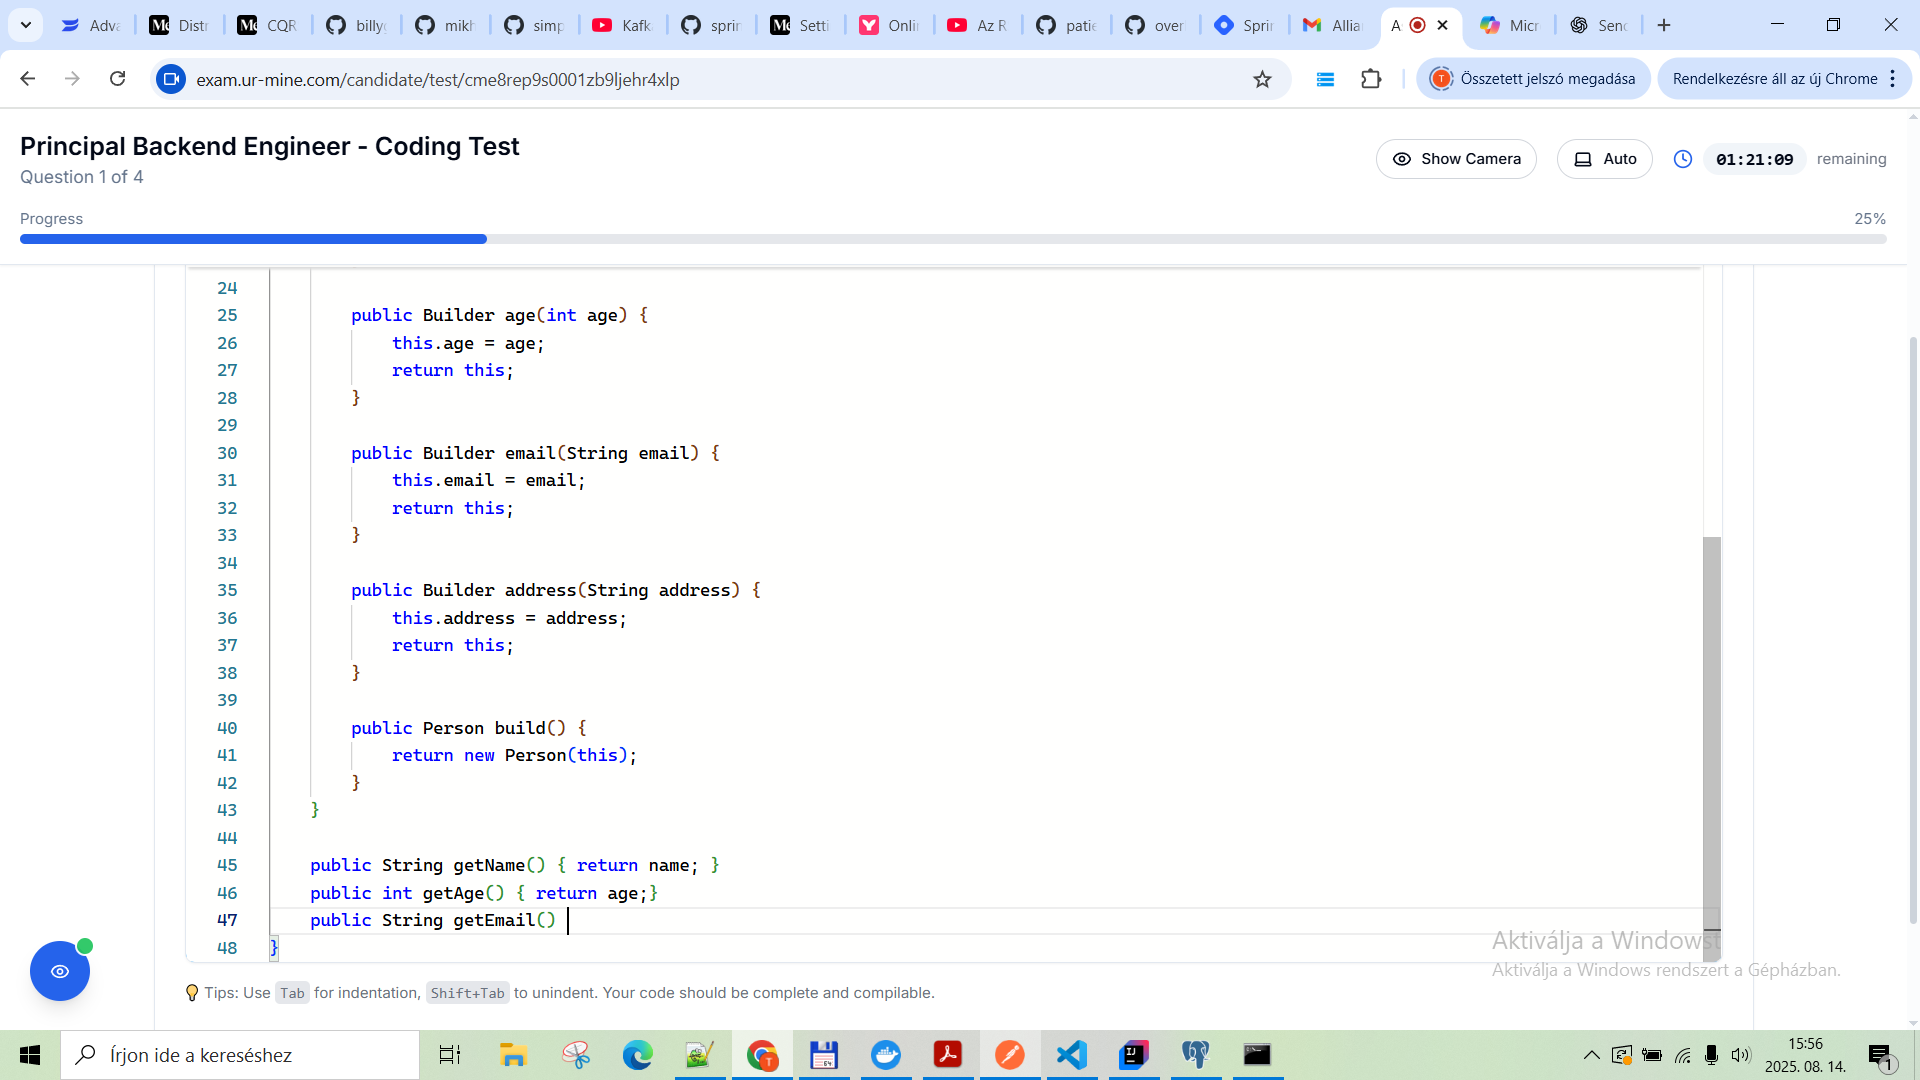 Adva
Distr
CQR
billyg
mikh
simp
Kafka
sprin
Setti
Onlin
Az R
patie
over
Sprin
Allia
A
Micr
Send
exam.ur-mine.com/candidate/test/cme8rep9s0001zb9ljehr4xlp
Összetett jelszó megadása
Rendelkezésre áll az új Chrome
Principal Backend Engineer - Coding Test
Question 1 of 4
Show Camera
Auto
01:21:09 remaining
Progress
25%
24
25 public Builder age(int age) {
26 this.age = age;
27 return this;
28 }
29
30 public Builder email(String email) {
31 this.email = email;
32 return this;
33 }
34
35 public Builder address(String address) {
36 this.address = address;
37 return this;
38 }
39
40 public Person build() {
41 return new Person(this);
42 }
43 }
44
45 public String getName() { return name; }
46 public int getAge() { return age;}
47 public String getEmail()
48 }
Aktiválja a Windowst
Aktiválja a Windows rendszert a Gépházban.
Tips: Use Tab for indentation, Shift+Tab to unindent. Your code should be complete and compilable.
Írjon ide a kereséshez
15:56
2025. 08. 14.
1